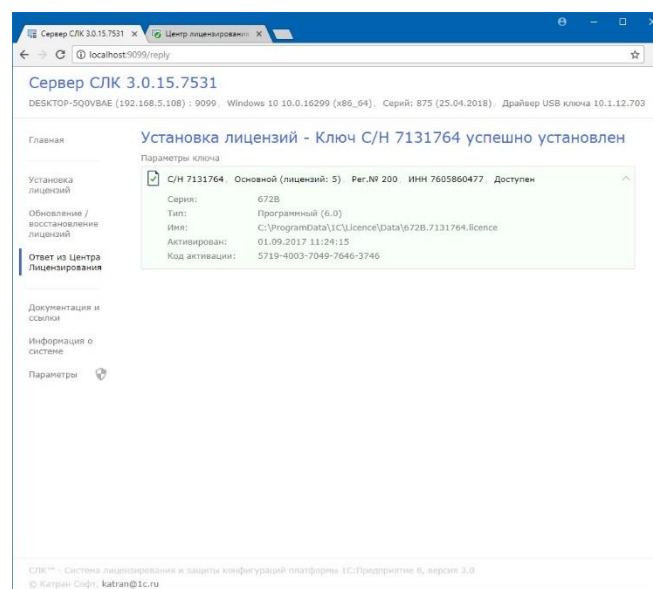 Сервер СЛК 3.0.15.7531
Центр лицензирования
localhost:9099/reply
Сервер СЛК 3.0.15.7531
DESKTOP-5Q0V8AE (192.168.5.108) : 9099, Windows 10 10.0.16299 (x86_64), Серий: 875 (25.04.2018), Драйвер USB ключа 10.1.12.703
Главная
Установка
лицензий
Обновление /
восстановление
лицензий
Ответ из Центра
Лицензирования
Документация и
ссылки
Информация о
системе
Параметры
Установка лицензий - Ключ С/Н 7131764 успешно установлен
Параметры ключа
С/Н 7131764, Основной (лицензий: 5), Рег.№ 200, ИНН 7605860477, Доступен
Серия: 672B
Тип: Программный (6.0)
Имя: C:\ProgramData\1C\Licence\Data\672B.7131764.licence
Активирован: 01.09.2017 11:24:15
Код активации: 5719-4003-7049-7646-3746
СЛК™ - Система лицензирования и защиты конфигураций платформы 1С:Предприятие 8, версия 3.0
© Катран Софт, katran@1c.ru